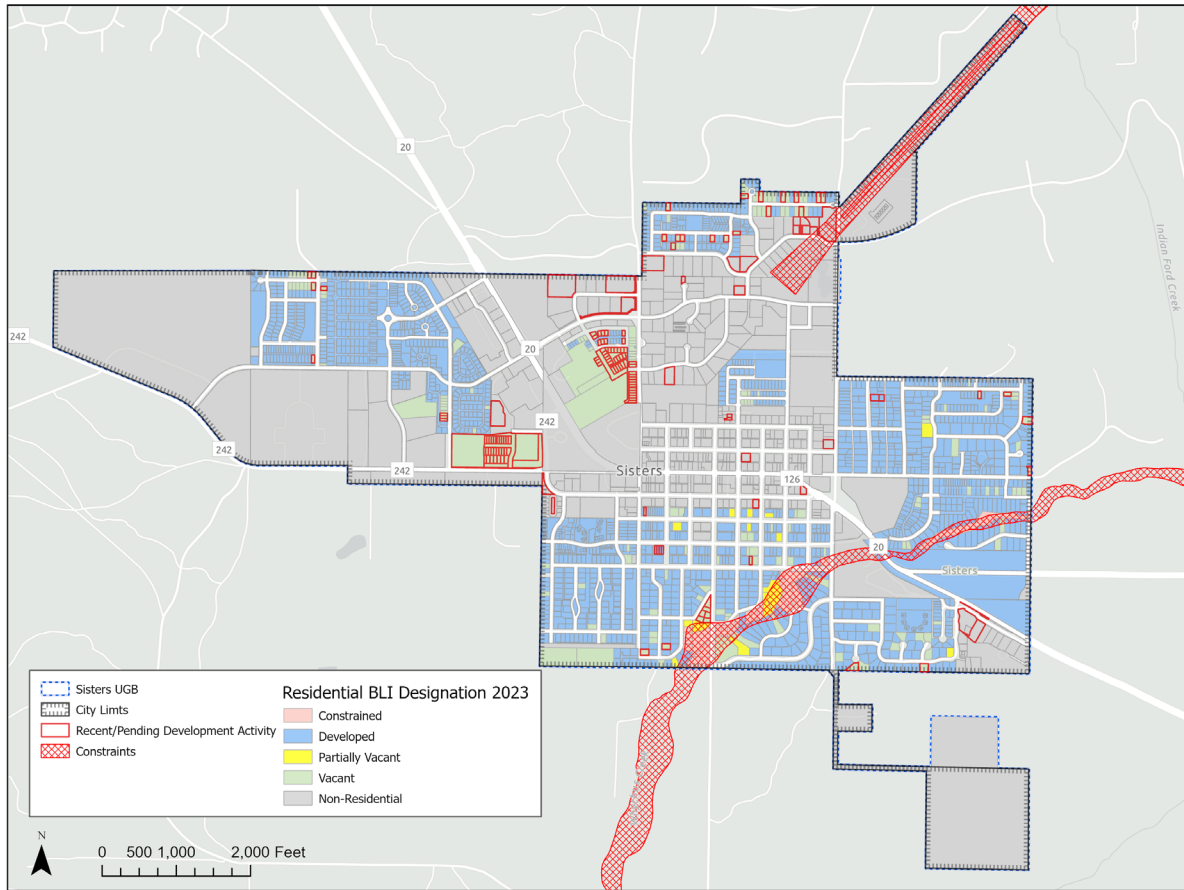 20
242
20
242
242
242
Indian Ford Creek
Sisters
126
20
Sisters
Sisters UGB
City Limts
Recent/Pending Development Activity
Constraints
Residential BLI Designation 2023
Constrained
Developed
Partially Vacant
Vacant
Non-Residential
N
0 500 1,000 2,000 Feet